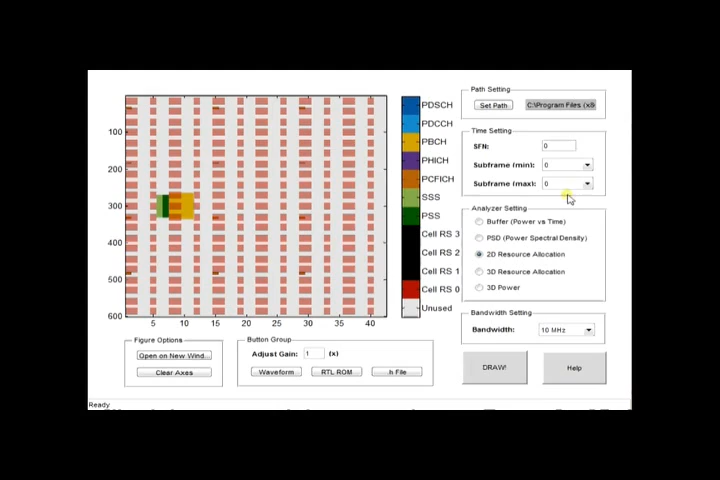 100
200
300
400
500
600
5 10 15 20 25 30 35 40
PDSCH
PDCCH
PBCH
PHICH
PCFICH
SSS
PSS
Cell RS 3
Cell RS 2
Cell RS 1
Cell RS 0
Unused
Path Setting
Set Path C:\Program Files (x8
Time Setting
SFN: 0
Subframe (min): 0
Subframe (max): 0
Analyzer Setting
Buffer (Power vs Time)
PSD (Power Spectral Density)
2D Resource Allocation
3D Resource Allocation
3D Power
Bandwidth Setting
Bandwidth: 10 MHz
DRAW! Help
Figure Options
Open on New Wind..
Clear Axes
Button Group
Adjust Gain: 1 (x)
Waveform RTL ROM .h File
Ready